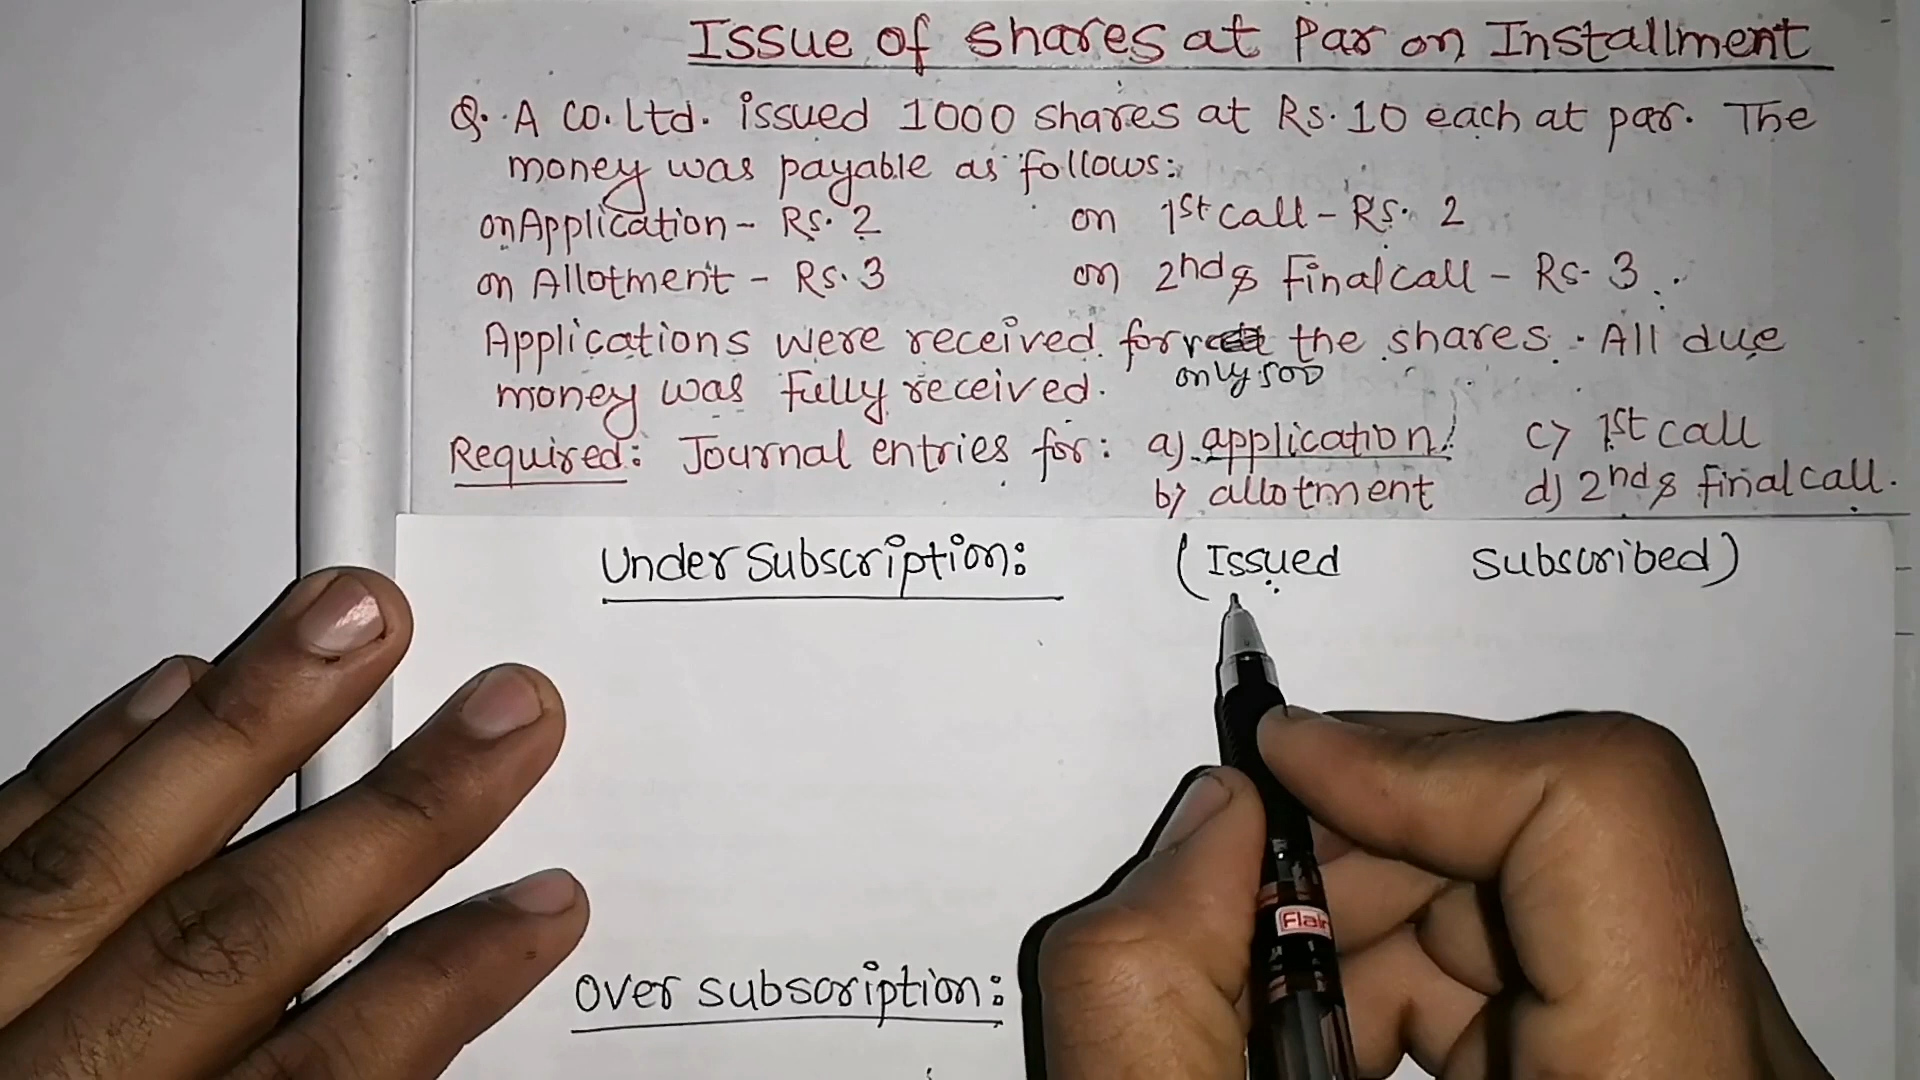 Issue of shares at Par on Installment
Q. A Co. Ltd. issued 1000 shares at Rs. 10 each at par. The
money was payable as follows:
on Application - Rs. 2 on 1st call - Rs. 2
on Allotment - Rs. 3 on 2nd & Final call - Rs. 3
Applications were received for the shares. All due
only 500
money was fully received.
Required: Journal entries for: a) application c) 1st call
b) allotment d) 2nd & final call.
Under Subscription: (Issued Subscribed)
Flair
over subscription: